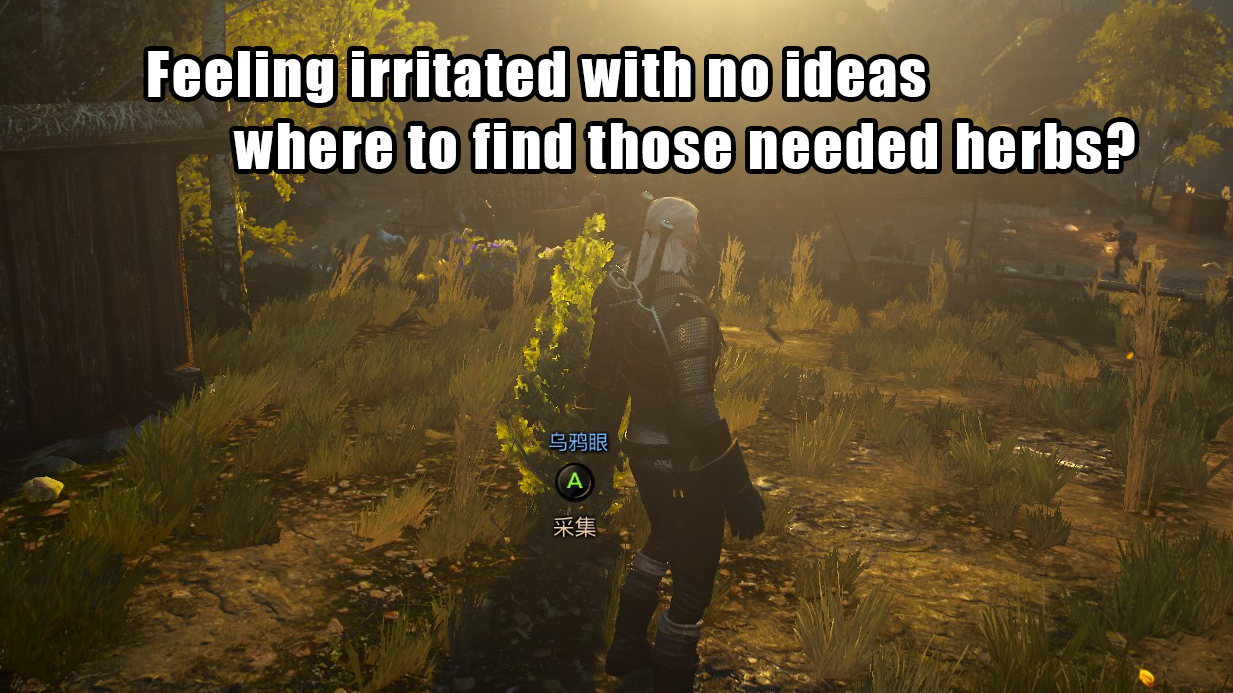 Feeling irritated with no ideas
where to find those needed herbs?
乌鸦眼
A
采集